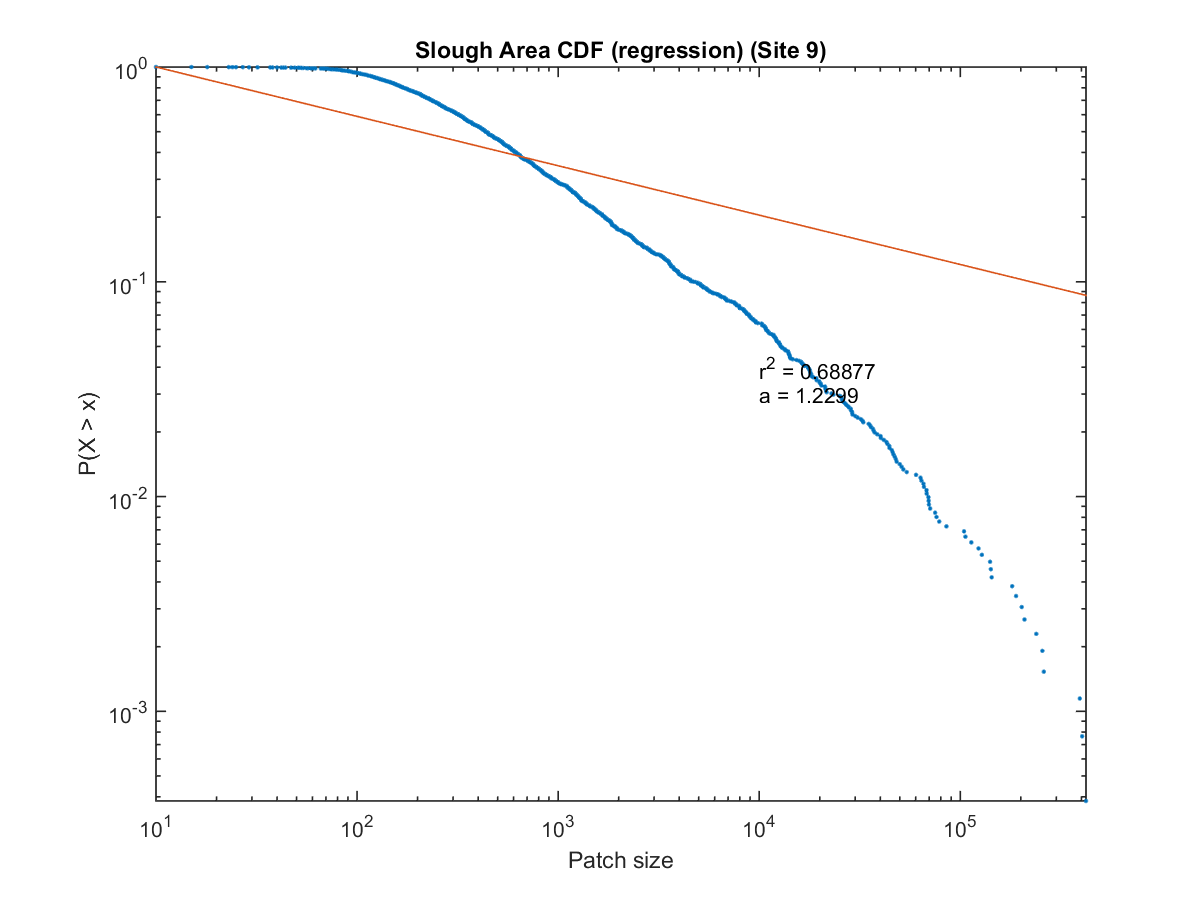 Slough Area CDF (regression) (Site 9)
10^0
10^-1
10^-2
10^-3
P(X > x)
r^2 = 0.68877
a = 1.2299
10^1 10^2 10^3 10^4 10^5
Patch size